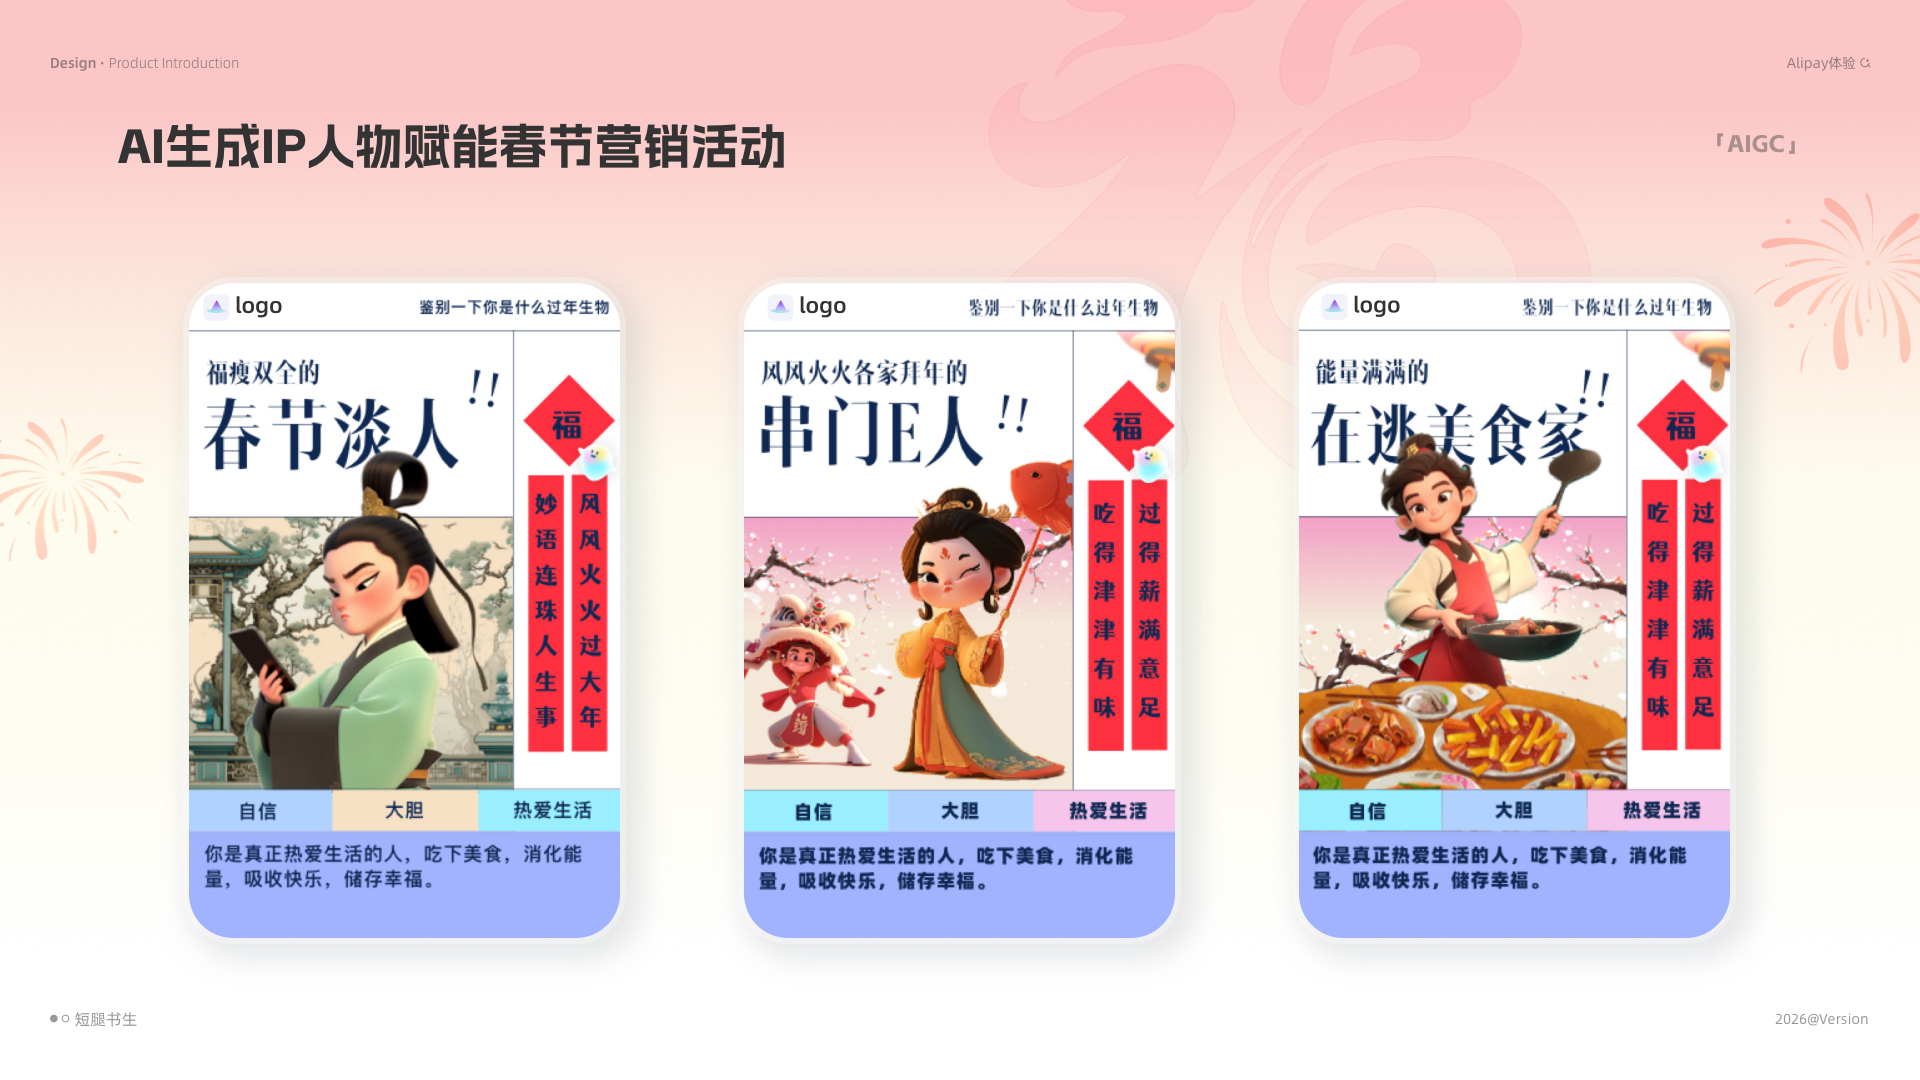 Design · Product Introduction
Alipay体验
AI生成IP人物赋能春节营销活动
「AIGC」
logo
鉴别一下你是什么过年生物
福瘦双全的
春节淡人!!
福
风风火火过大年
妙语连珠人生事
自信
大胆
热爱生活
你是真正热爱生活的人，吃下美食，消化能
量，吸收快乐，储存幸福。
logo
鉴别一下你是什么过年生物
风风火火各家拜年的
串门E人!!
福
过得薪满意足
吃得津津有味
自信
大胆
热爱生活
你是真正热爱生活的人，吃下美食，消化能
量，吸收快乐，储存幸福。
logo
鉴别一下你是什么过年生物
能量满满的
在逃美食家!!
福
过得薪满意足
吃得津津有味
自信
大胆
热爱生活
你是真正热爱生活的人，吃下美食，消化能
量，吸收快乐，储存幸福。
短腿书生
2026@Version